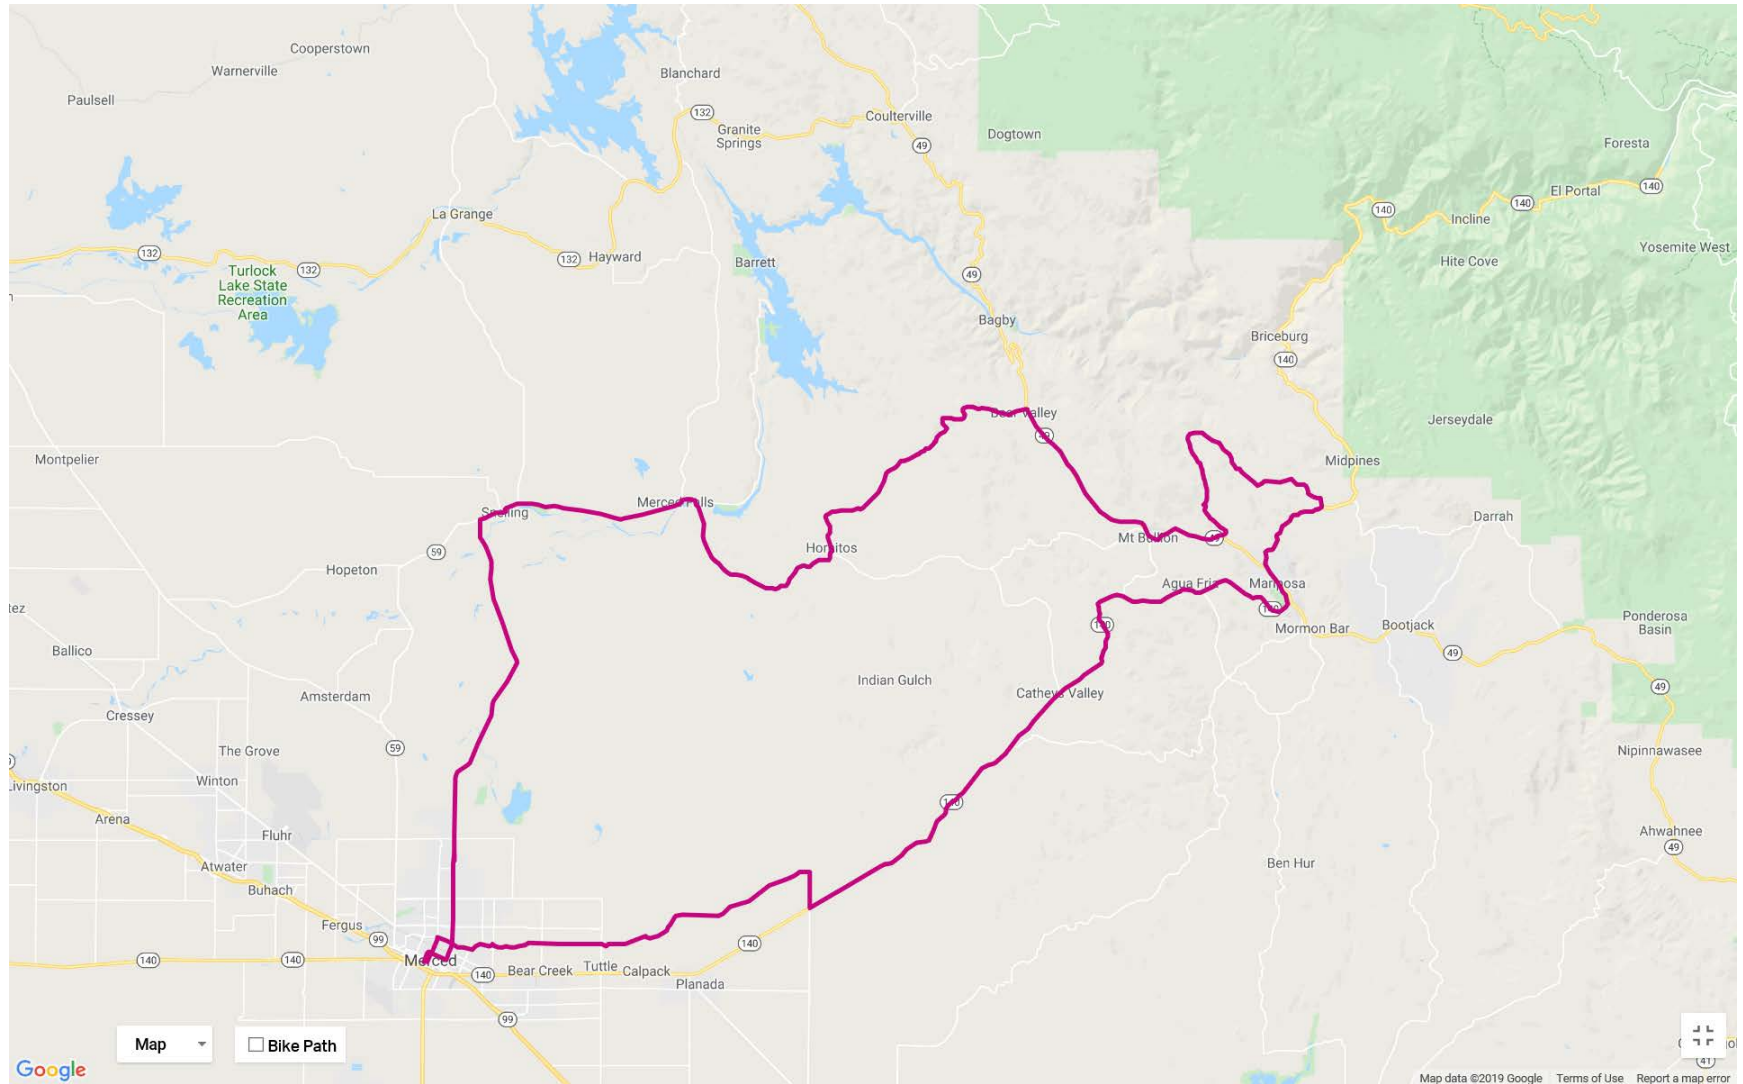 Cooperstown
Warnerville
Blanchard
Paulsell
132
Granite
Springs
Coulterville
49
Dogtown
Foresta
El Portal
140
140
140
Incline
La Grange
132
132
132
Hayward
Barrett
Yosemite West
Hite Cove
Turlock
Lake State
Recreation
Area
49
Bagby
Briceburg
140
Bear Valley
49
Jerseydale
Montpelier
Midpines
Merced Falls
Snelling
Darrah
59
Hornitos
Mt Bullion
49
Hopeton
Agua Fria
Mariposa
140
Ponderosa
Basin
140
Mormon Bar
Bootjack
49
Ballico
Indian Gulch
Catheys Valley
49
Amsterdam
Cressey
59
The Grove
Nipinnawasee
Winton
Livingston
140
Arena
Fluhr
Ahwahnee
49
Atwater
Ben Hur
Buhach
Fergus
99
140
140
140
Merced
140
Bear Creek
Tuttle
Calpack
Planada
99
Map
Bike Path
41
Google
Map data ©2019 Google
Terms of Use
Report a map error